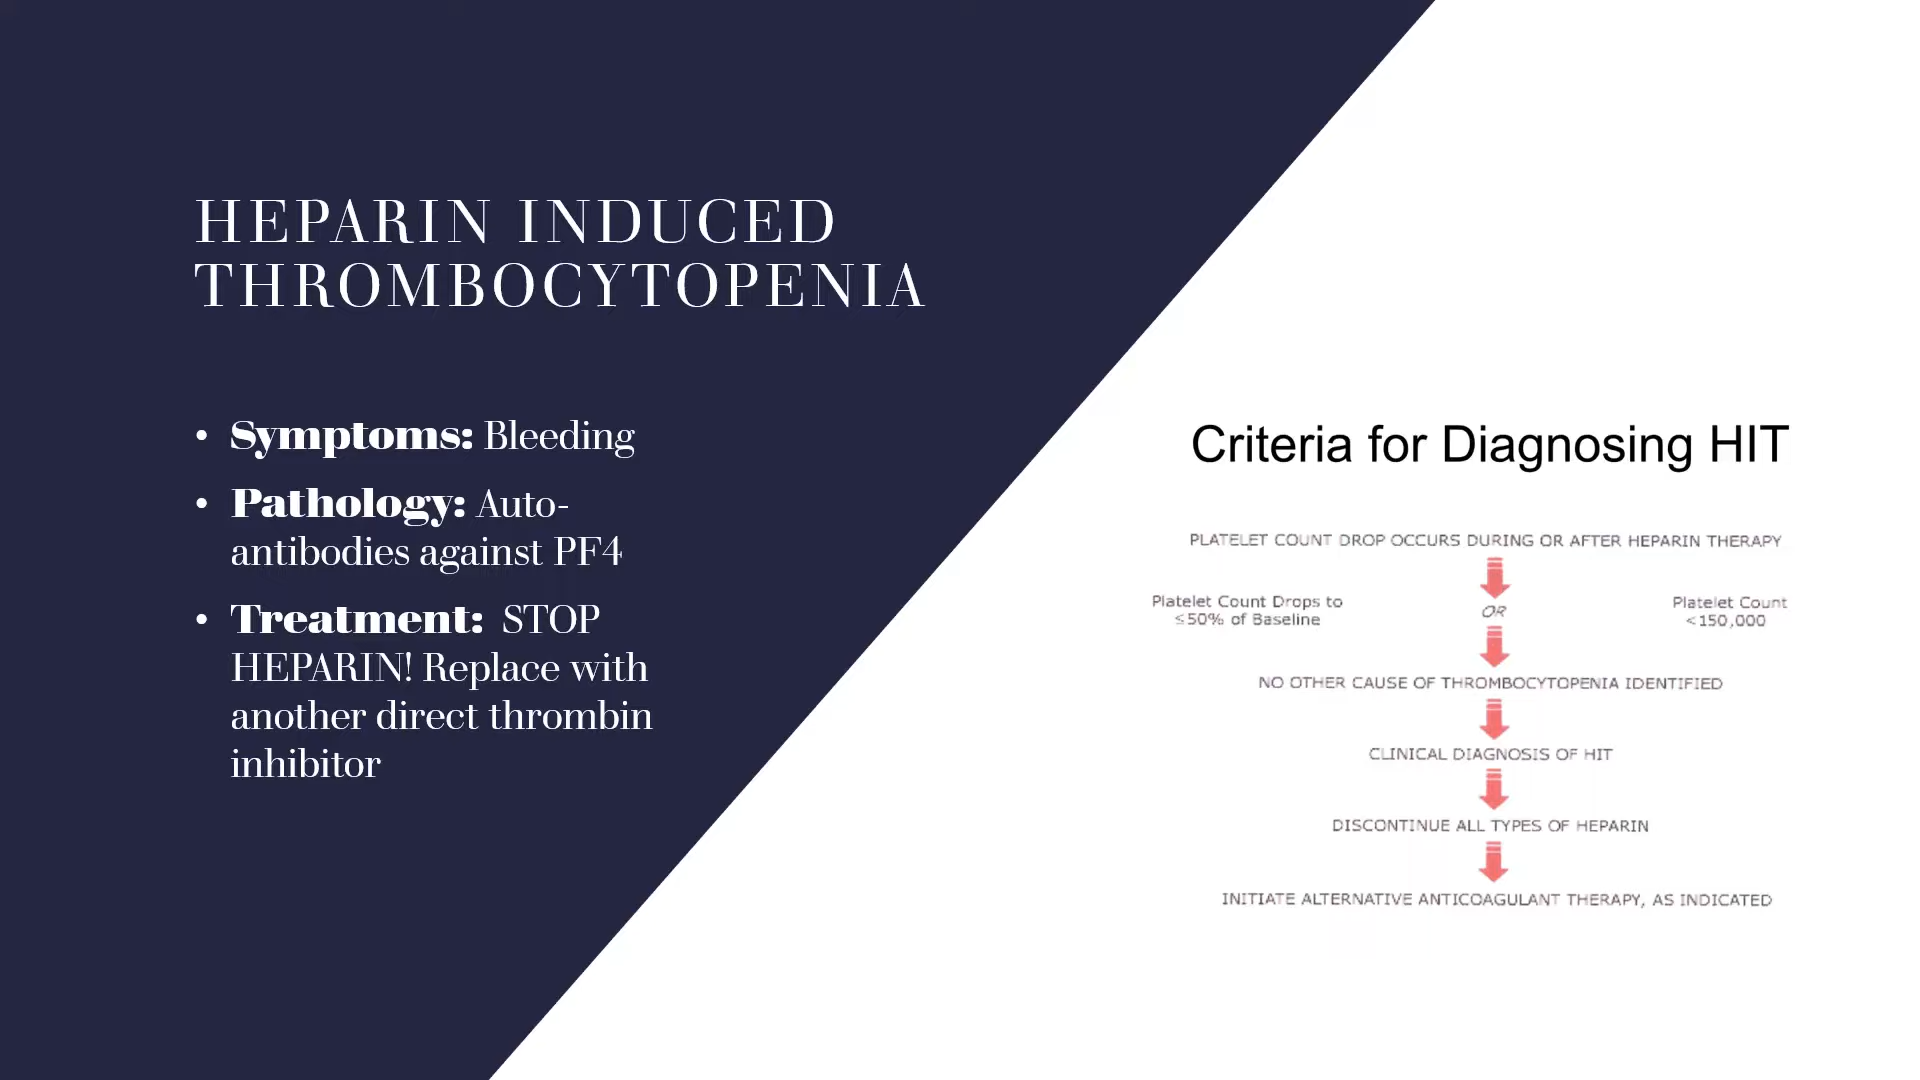 HEPARIN INDUCED
THROMBOCYTOPENIA
• Symptoms: Bleeding
• Pathology: Auto-
antibodies against PF4
• Treatment: STOP
HEPARIN! Replace with
another direct thrombin
inhibitor
Criteria for Diagnosing HIT
PLATELET COUNT DROP OCCURS DURING OR AFTER HEPARIN THERAPY
Platelet Count Drops to
≤50% of Baseline
OR
Platelet Count
<150,000
NO OTHER CAUSE OF THROMBOCYTOPENIA IDENTIFIED
CLINICAL DIAGNOSIS OF HIT
DISCONTINUE ALL TYPES OF HEPARIN
INITIATE ALTERNATIVE ANTICOAGULANT THERAPY, AS INDICATED